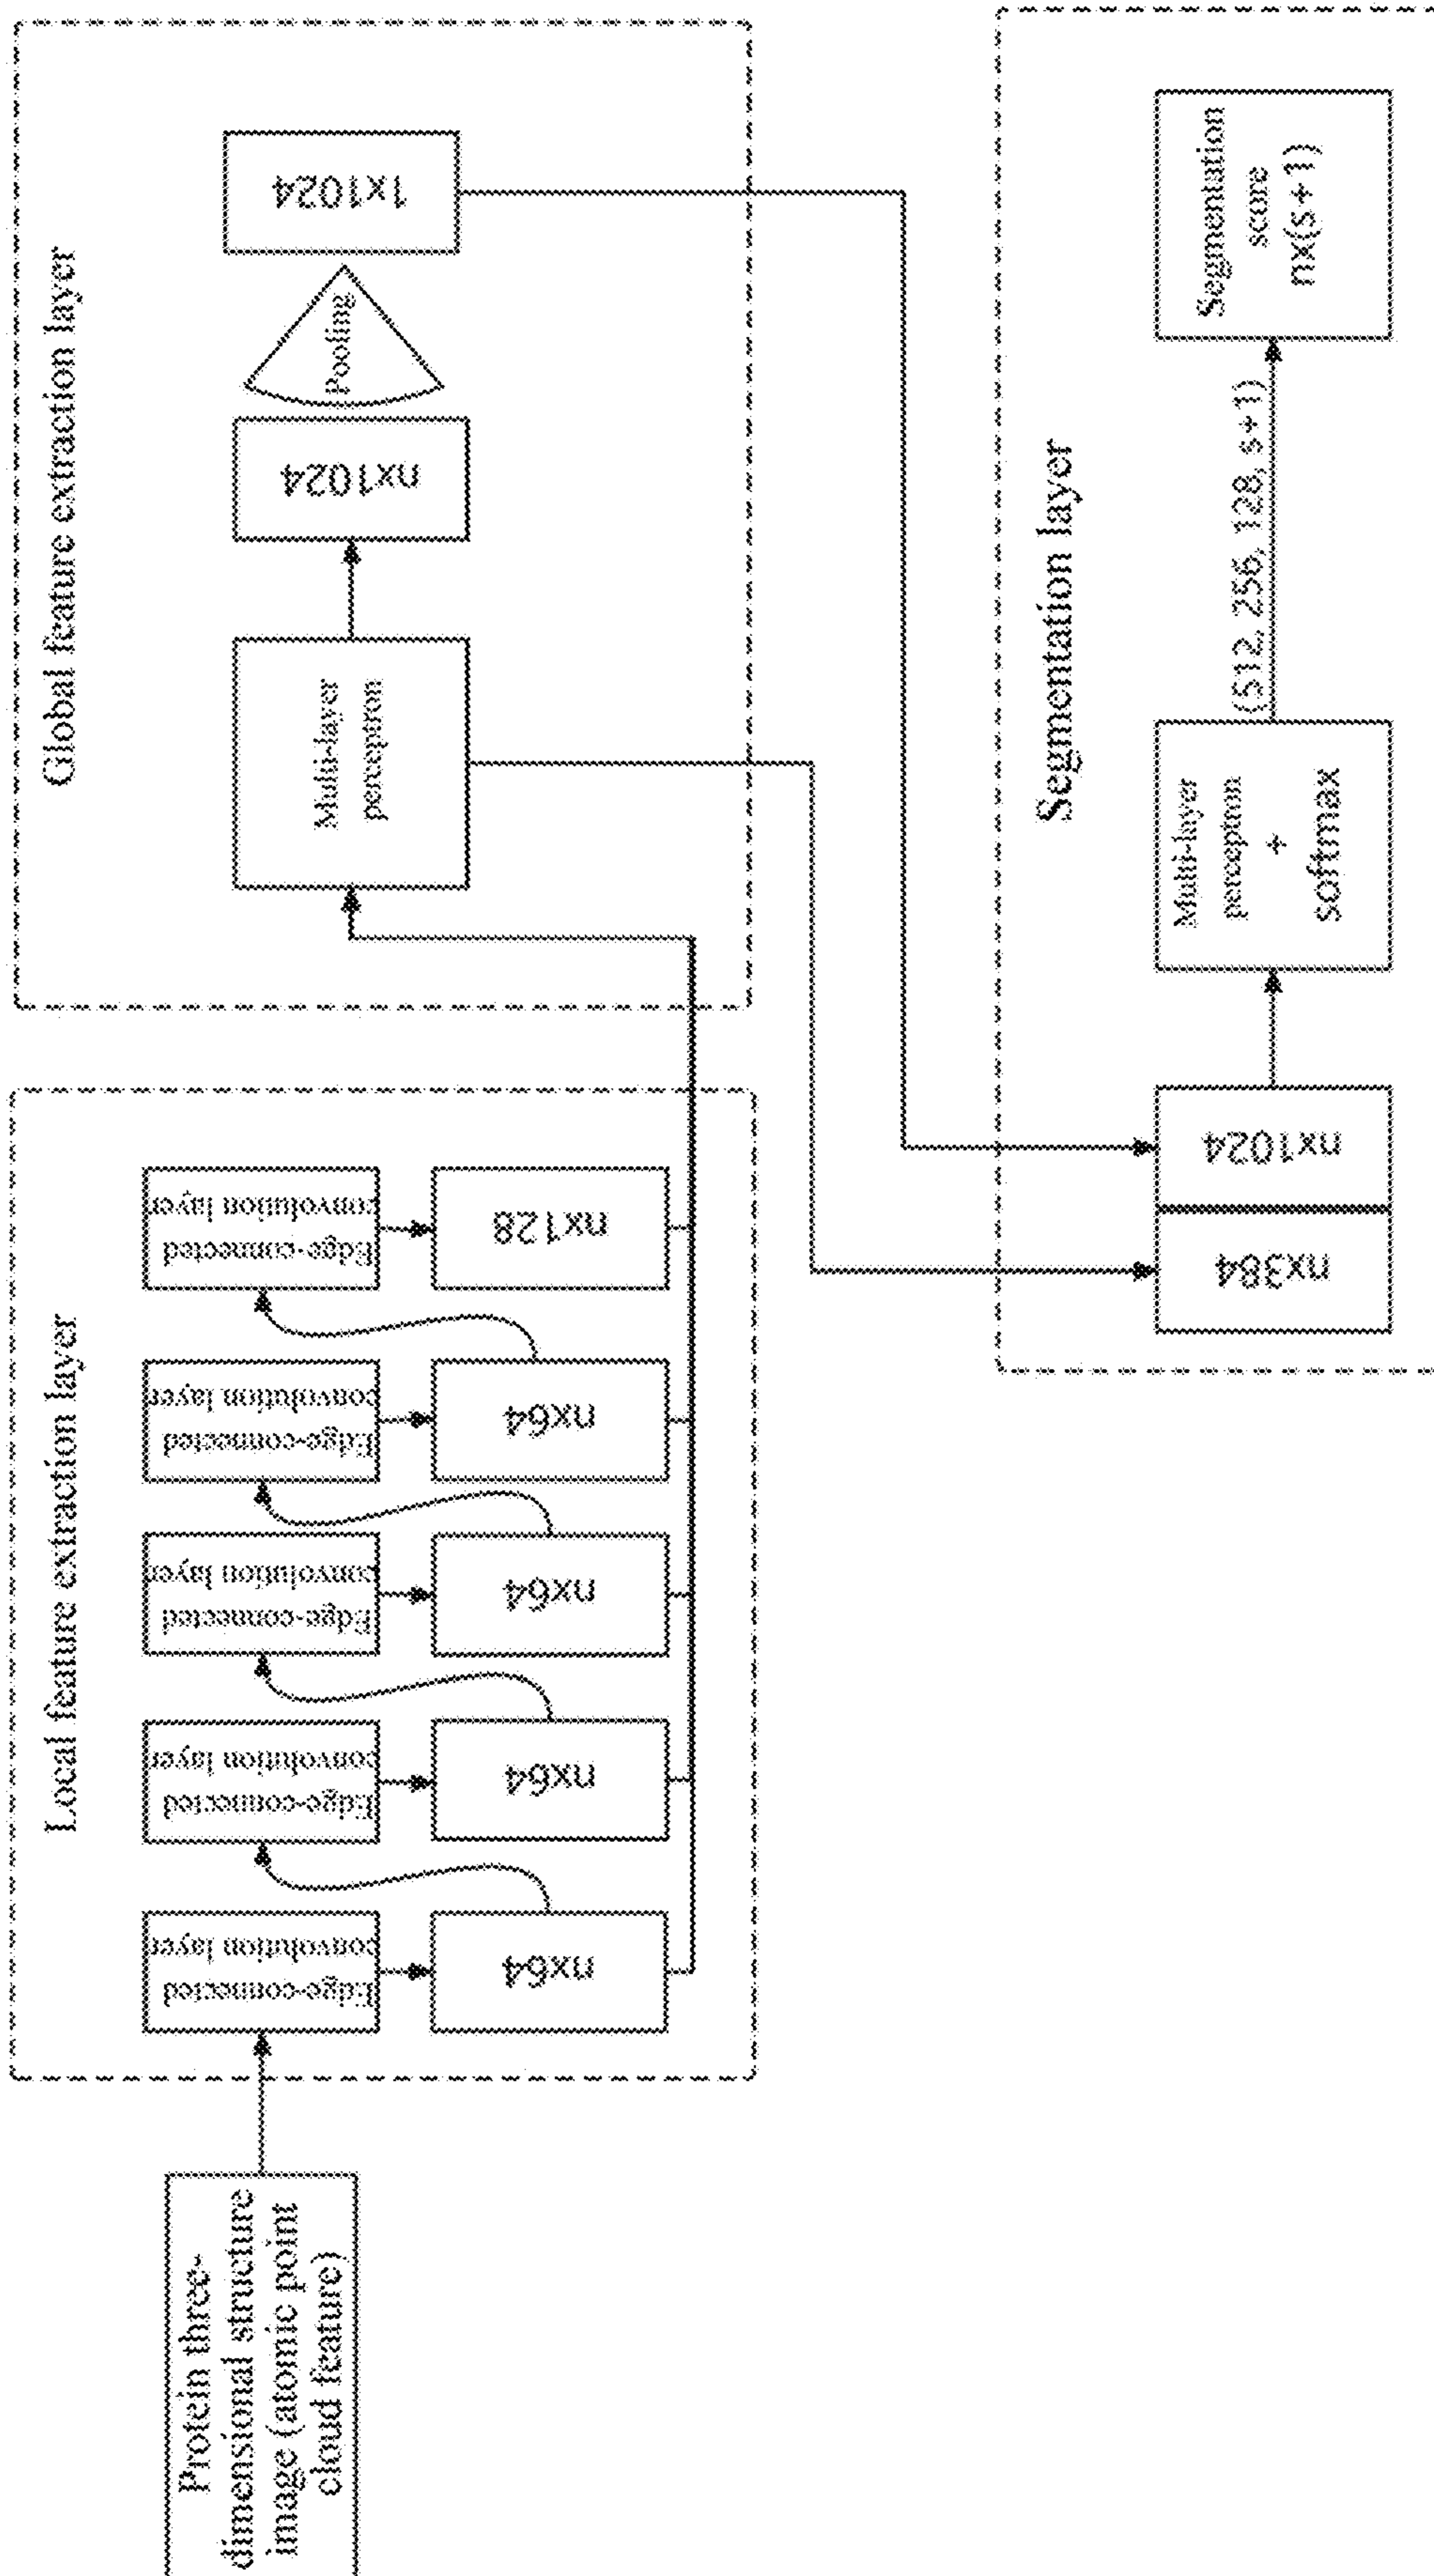 Protein three-
dimensional structure
image (atomic point
cloud feature)
Local feature extraction layer
Edge-connected
convolution layer
nx64
Edge-connected
convolution layer
nx64
Edge-connected
convolution layer
nx64
Edge-connected
convolution layer
nx64
Edge-connected
convolution layer
nx128
Global feature extraction layer
Multi-layer
perceptron
nx1024
Pooling
1x1024
Segmentation layer
nx384
nx1024
Multi-layer
perceptron
+
softmax
(512, 256, 128, s+1)
Segmentation
score
nx(s+1)